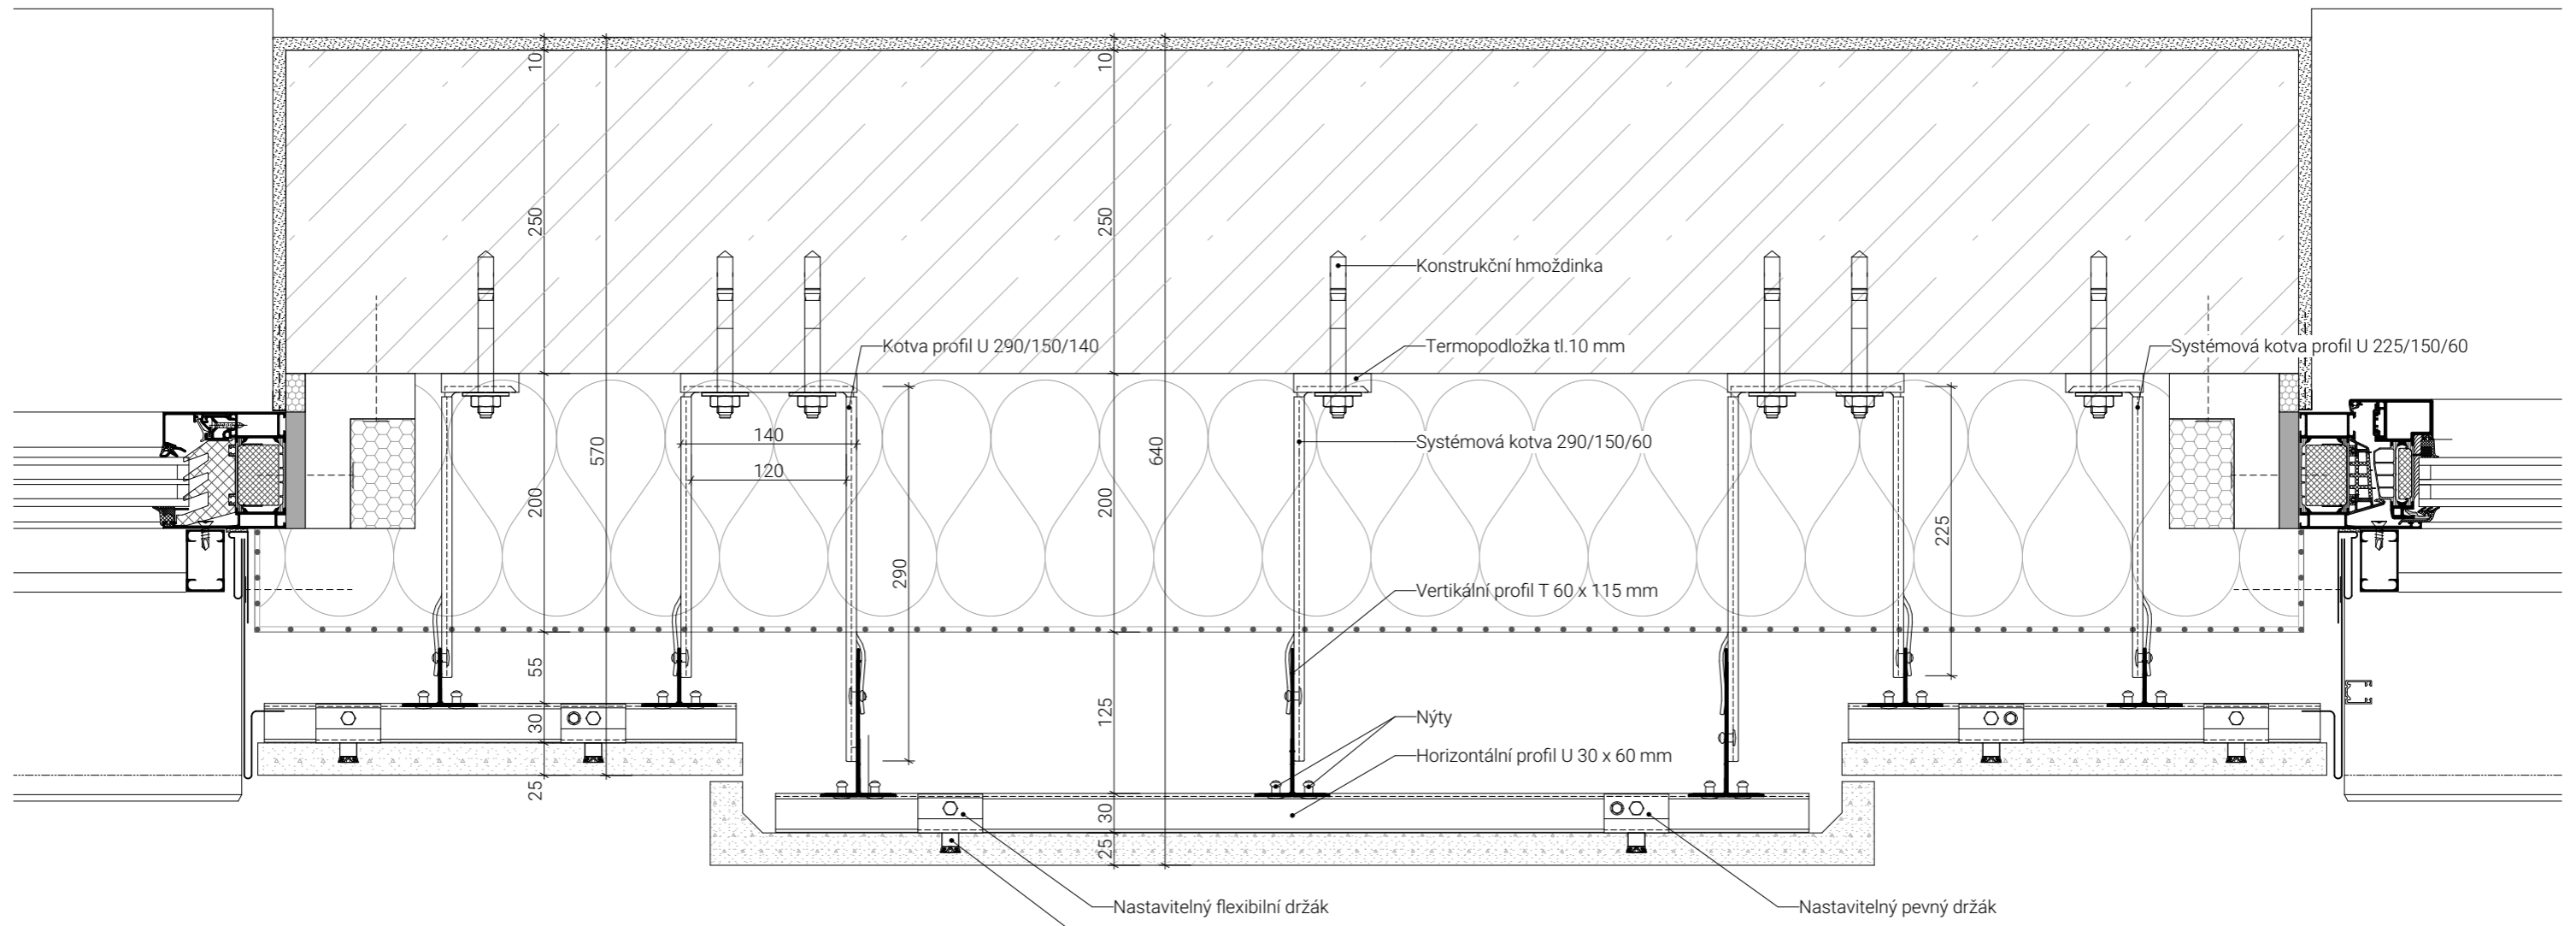 10
10
250
250
Konstrukční hmoždinka
Kotva profil U 290/150/140
Termopodložka tl.10 mm
Systémová kotva profil U 225/150/60
140
570
640
Systémová kotva 290/150/60
120
200
200
225
290
Vertikální profil T 60 x 115 mm
55
125
Nýty
30
Horizontální profil U 30 x 60 mm
25
30
25
Nastavitelný flexibilní držák
Nastavitelný pevný držák